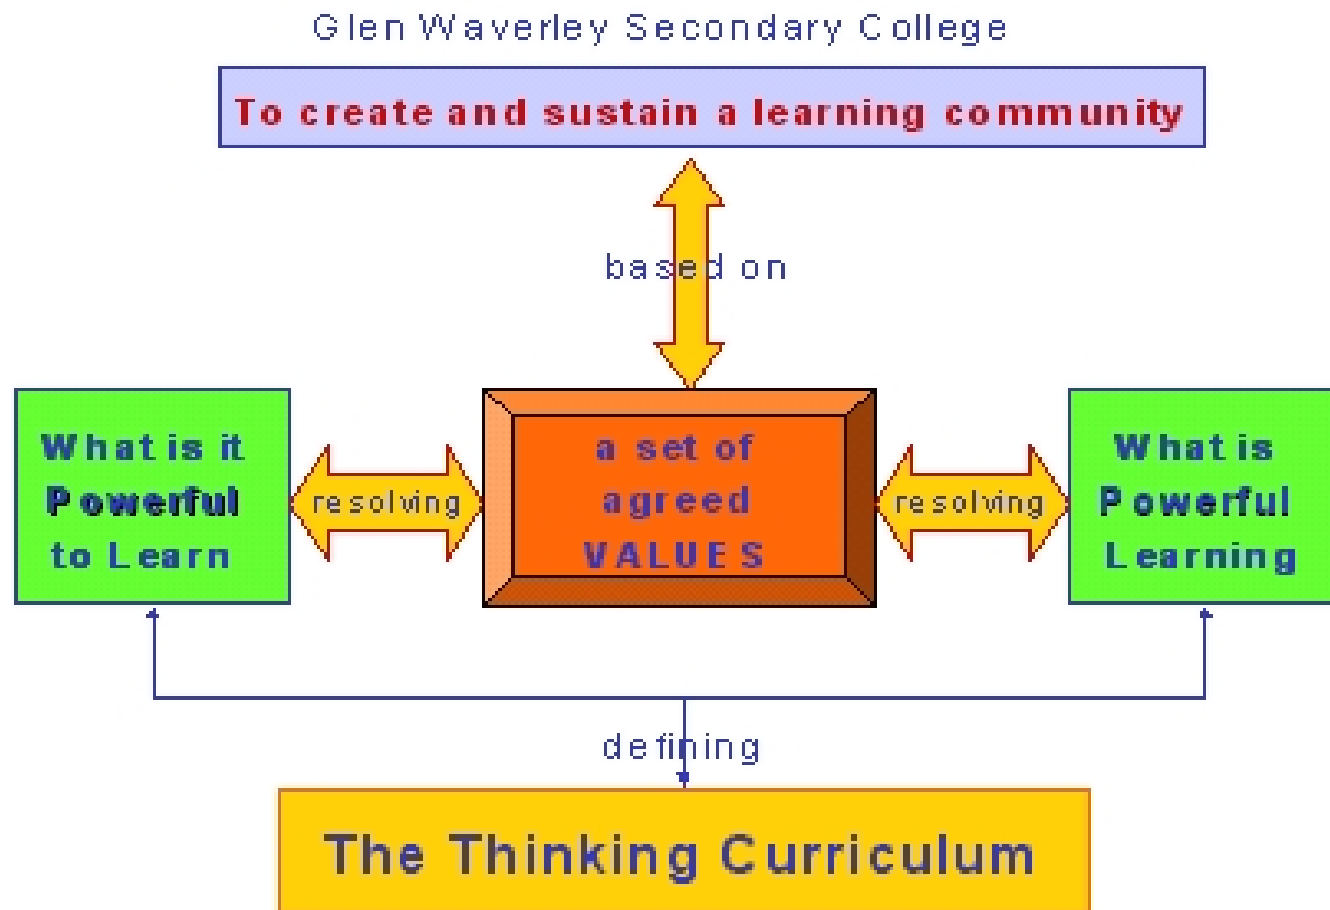 Glen Waverley Secondary College
To create and sustain a learning community
based on
What is it
Powerful
to Learn
resolving
a set of
agreed
VALUES
resolving
What is
Powerful
Learning
defining
The Thinking Curriculum